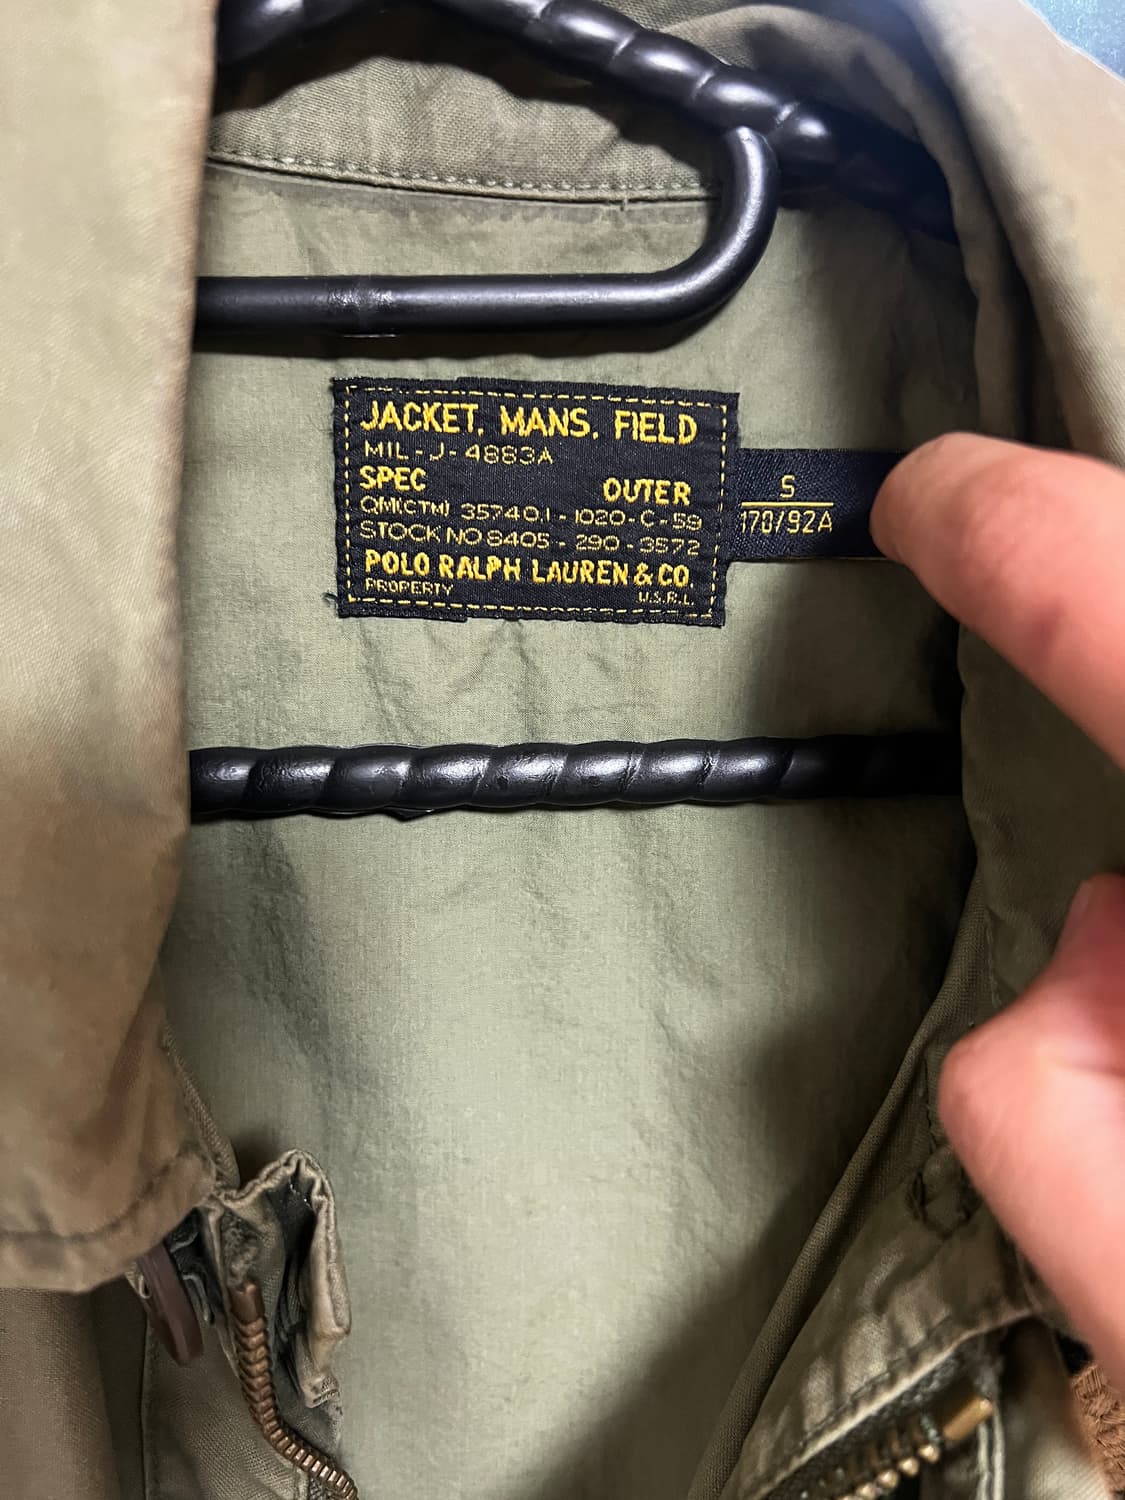 JACKET, MANS, FIELD
MIL-J-4883A
SPEC OUTER
QM(CTM) 35740.1-1020-C-59
STOCK NO 8405-290-3572
POLO RALPH LAUREN & CO.
PROPERTY U.S.R.L.
S
170/92A